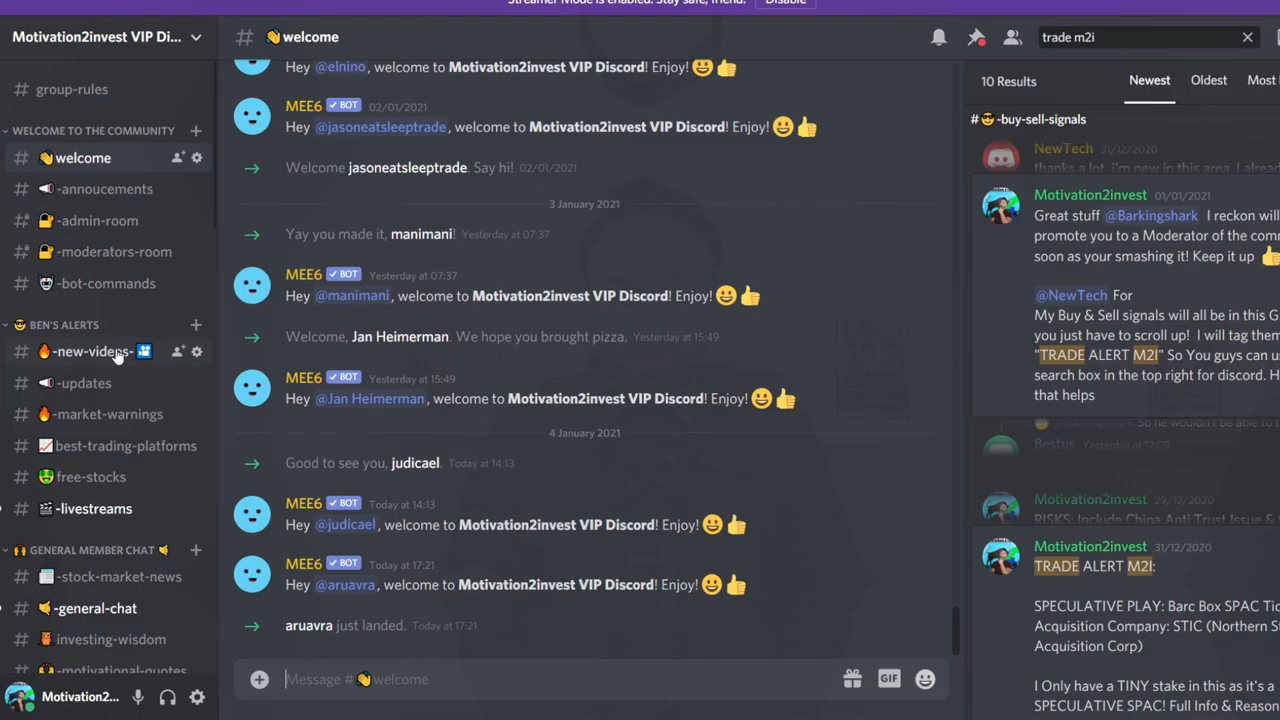 Streamer Mode is enabled. Stay safe, friend. Disable
Motivation2invest VIP Di...
group-rules
WELCOME TO THE COMMUNITY
welcome
-annoucements
-admin-room
-moderators-room
-bot-commands
BEN'S ALERTS
-new-videos-
-updates
-market-warnings
best-trading-platforms
free-stocks
-livestreams
GENERAL MEMBER CHAT
-stock-market-news
-general-chat
investing-wisdom
-motivational-quotes
Motivation2...
welcome
Hey @elnino, welcome to Motivation2invest VIP Discord! Enjoy!
MEE6 BOT 02/01/2021
Hey @jasoneatsleeptrade, welcome to Motivation2invest VIP Discord! Enjoy!
Welcome jasoneatsleeptrade. Say hi! 02/01/2021
3 January 2021
Yay you made it, manimani! Yesterday at 07:37
MEE6 BOT Yesterday at 07:37
Hey @manimani, welcome to Motivation2invest VIP Discord! Enjoy!
Welcome, Jan Heimerman. We hope you brought pizza. Yesterday at 15:49
MEE6 BOT Yesterday at 15:49
Hey @Jan Heimerman, welcome to Motivation2invest VIP Discord! Enjoy!
4 January 2021
Good to see you, judicael. Today at 14:13
MEE6 BOT Today at 14:13
Hey @judicael, welcome to Motivation2invest VIP Discord! Enjoy!
MEE6 BOT Today at 17:21
Hey @aruavra, welcome to Motivation2invest VIP Discord! Enjoy!
aruavra just landed. Today at 17:21
Message # welcome
GIF
trade m2i
10 Results Newest Oldest Most
# -buy-sell-signals
NewTech 31/12/2020
thanks a lot, i'm new in this area, I already
Motivation2invest 01/01/2021
Great stuff @Barkingshark I reckon will
promote you to a Moderator of the com
soon as your smashing it! Keep it up
@NewTech For
My Buy & Sell signals will all be in this G
you just have to scroll up! I will tag them
"TRADE ALERT M2I" So You guys can us
search box in the top right for discord. H
that helps
@Barkingshark So he wouldn't be able to
Bestus Yesterday at 12:09
Motivation2invest 29/12/2020
RISKS: Include China Anti Trust Issue &
Motivation2invest 31/12/2020
TRADE ALERT M2I:
SPECULATIVE PLAY: Barc Box SPAC Tic
Acquisition Company: STIC (Northern S
Acquisition Corp)
I Only have a TINY stake in this as it's a
SPECULATIVE SPAC! Full Info & Reason